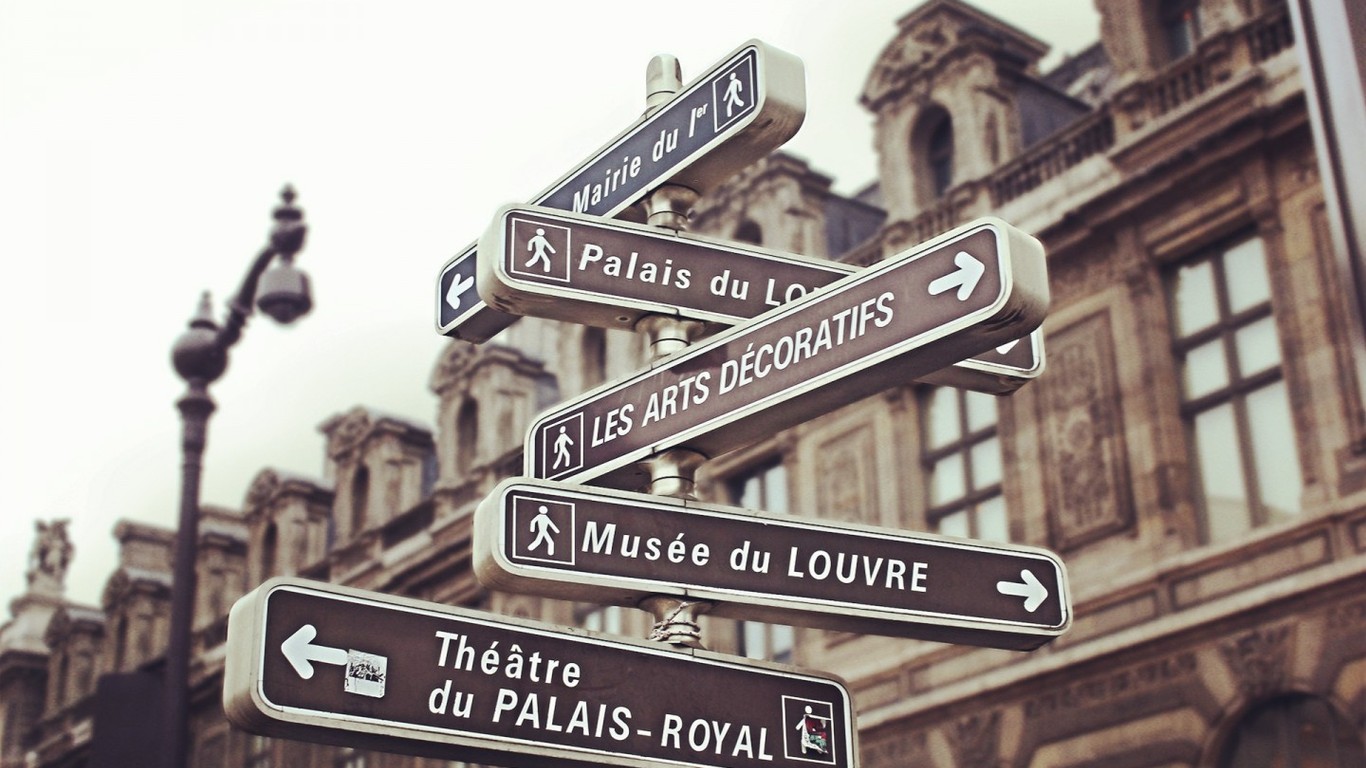 Mairie du Ier
Palais du
LES ARTS DÉCORATIFS
Musée du LOUVRE
Théâtre
du PALAIS-ROYAL